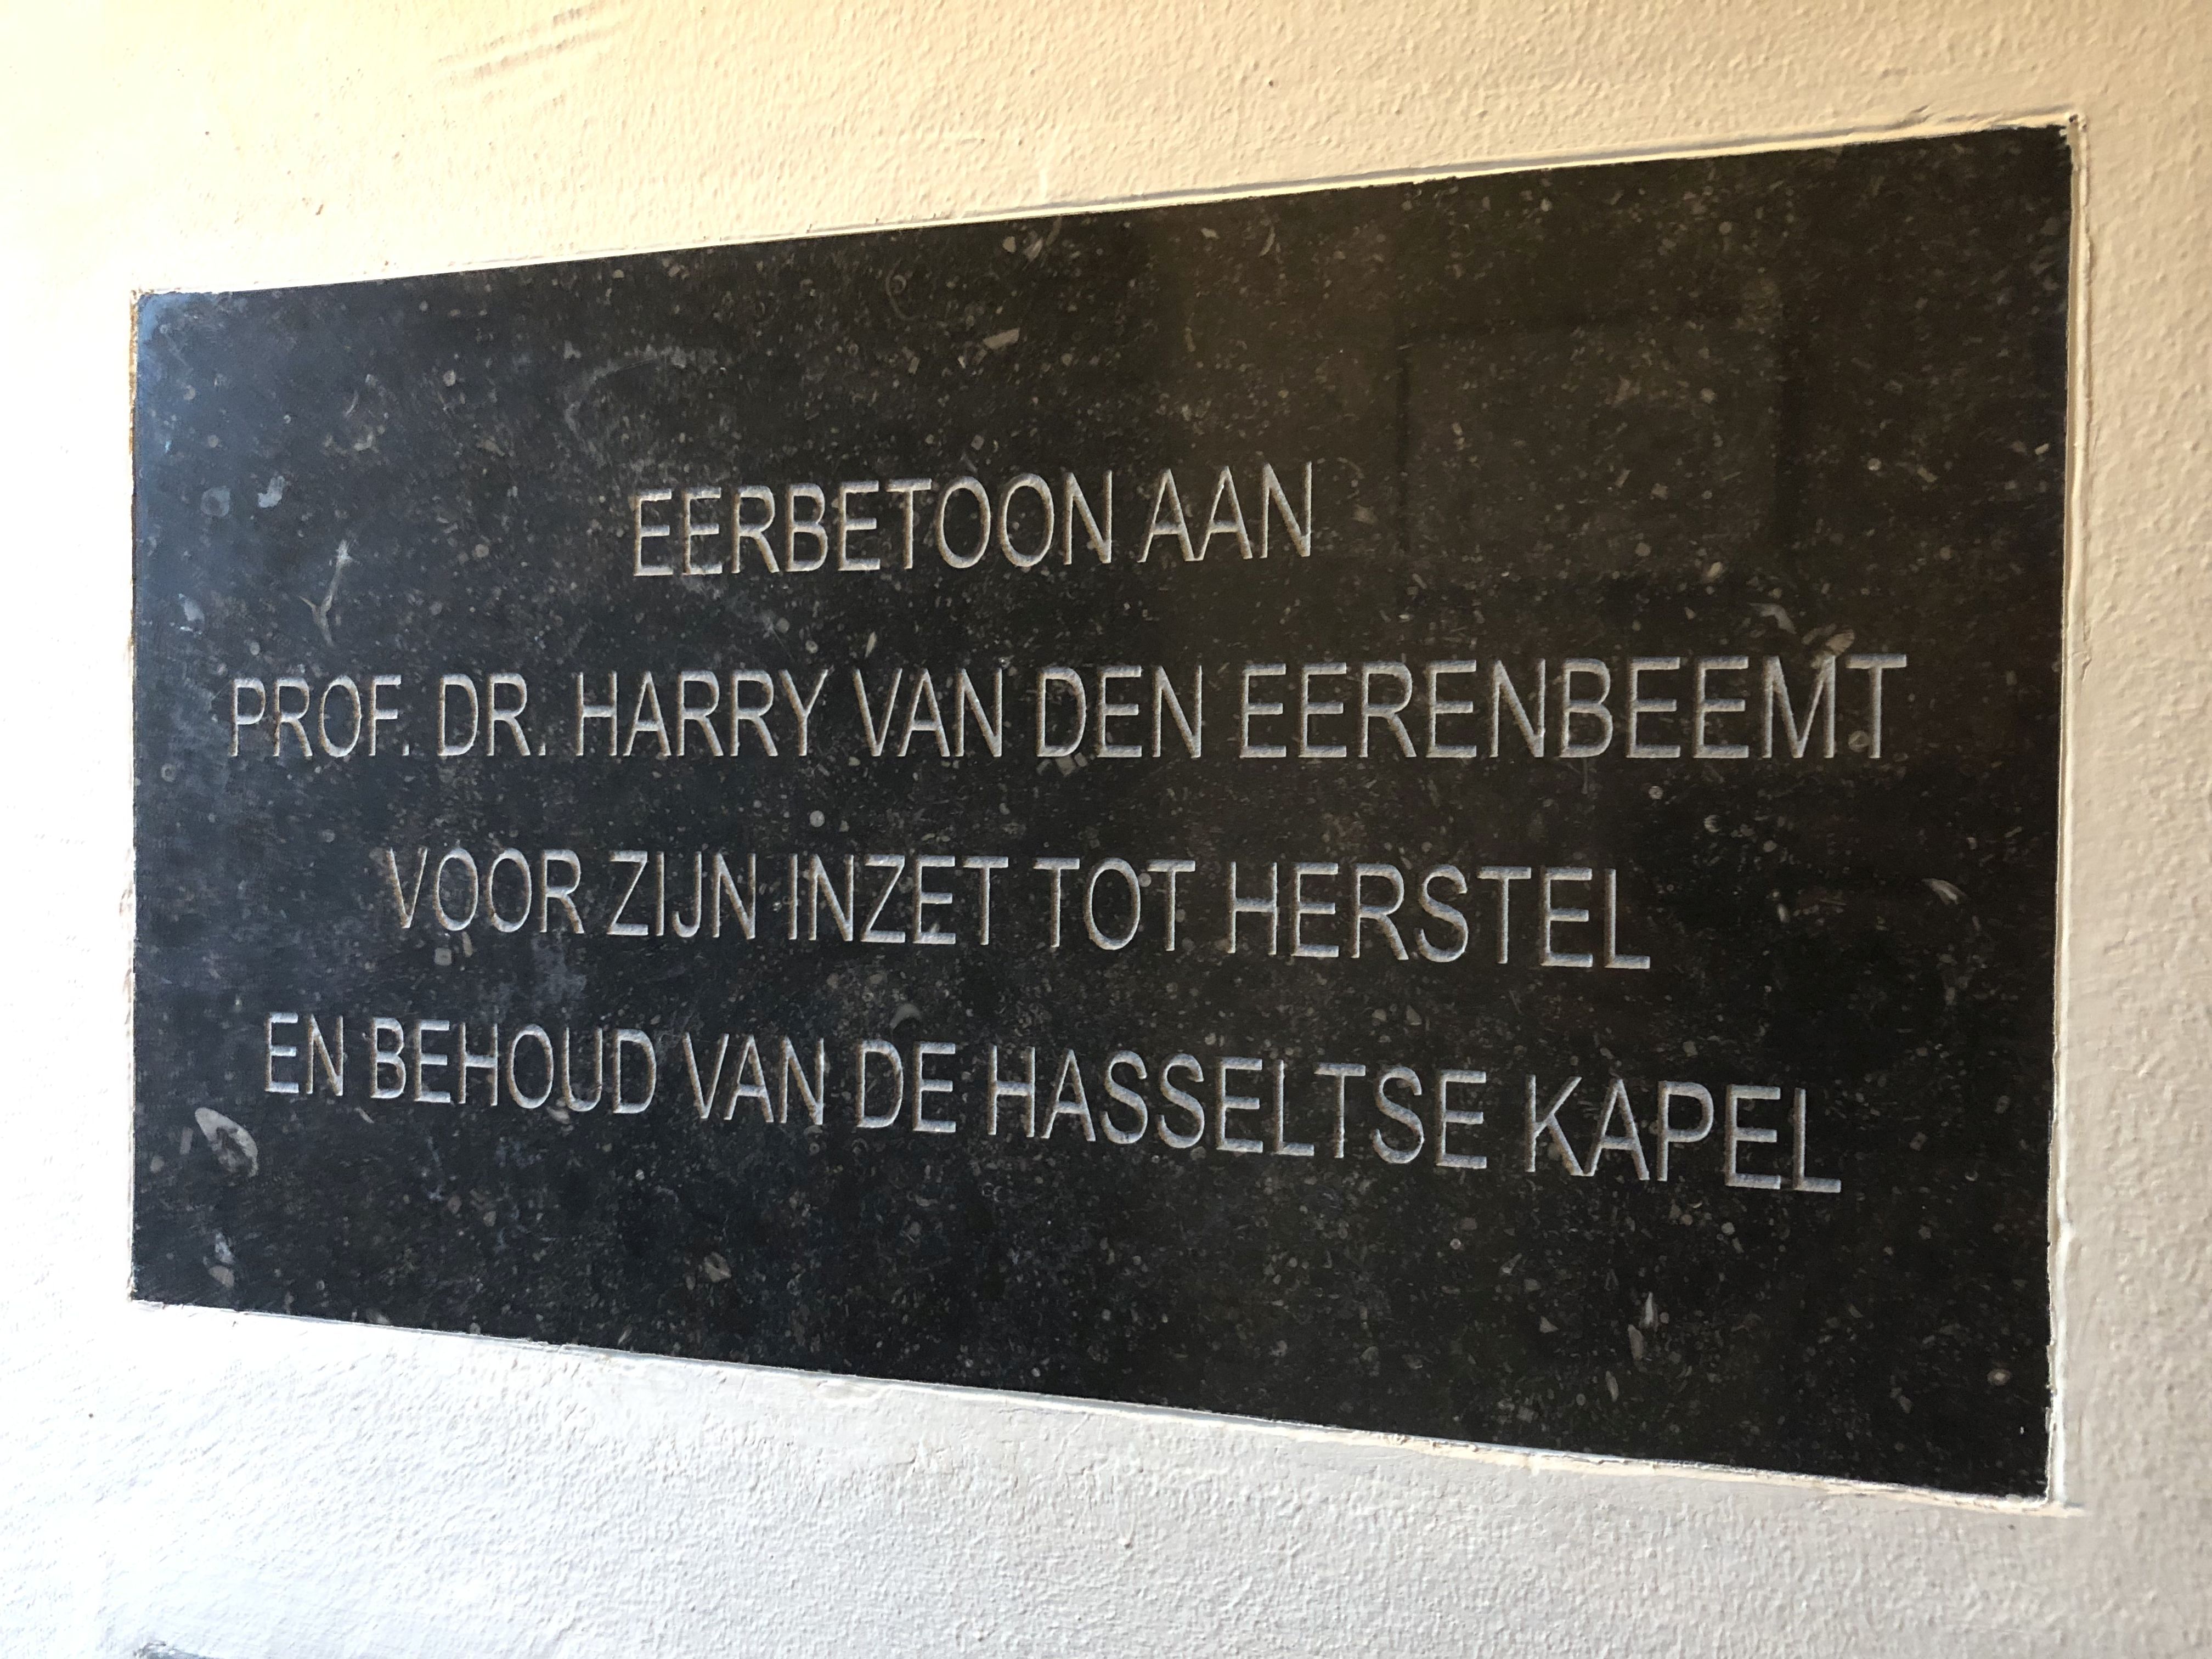 EERBETOON AAN
PROF. DR. HARRY VAN DEN EERENBEEMT
VOOR ZIJN INZET TOT HERSTEL
EN BEHOUD VAN DE HASSELTSE KAPEL